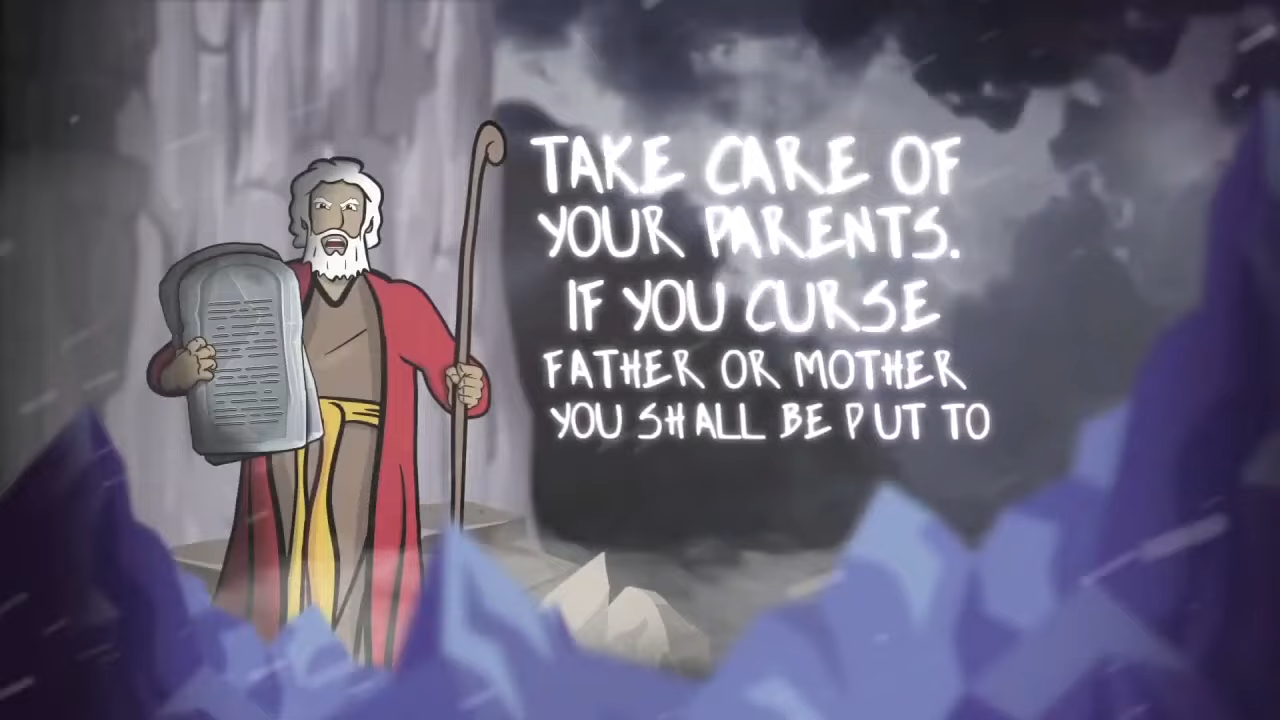 TAKE CARE OF
YOUR PARENTS.
IF YOU CURSE
FATHER OR MOTHER
YOU SHALL BE PUT TO